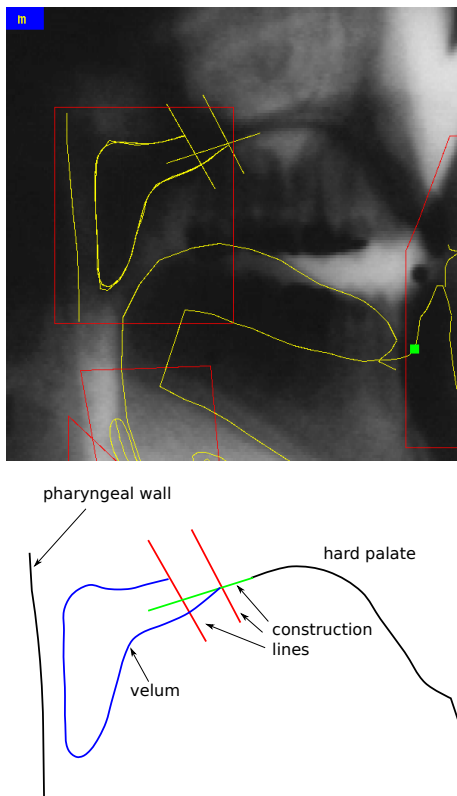 m
pharyngeal wall
hard palate
construction
lines
velum